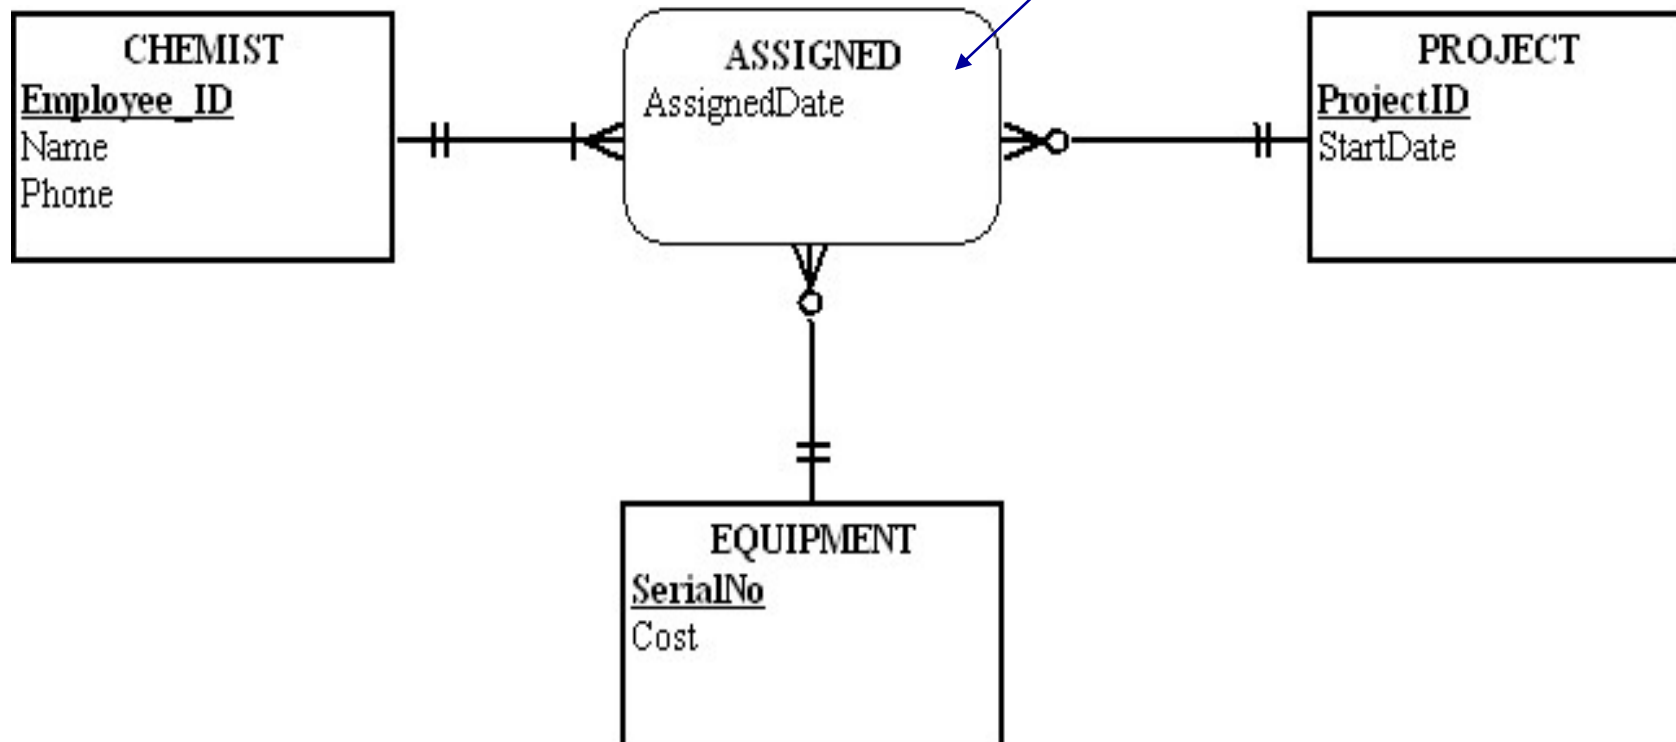 CHEMIST
Employee_ID
Name
Phone
ASSIGNED
AssignedDate
PROJECT
ProjectID
StartDate
EQUIPMENT
SerialNo
Cost